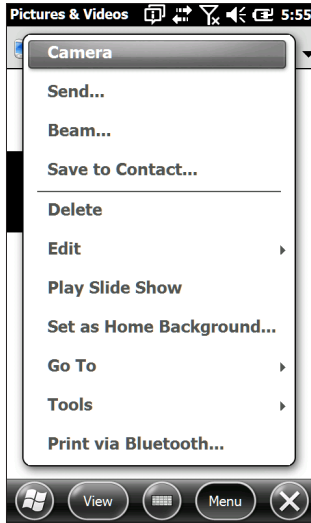 Pictures & Videos 5:55
Camera
Send...
Beam...
Save to Contact...
Delete
Edit
Play Slide Show
Set as Home Background...
Go To
Tools
Print via Bluetooth...
View Menu